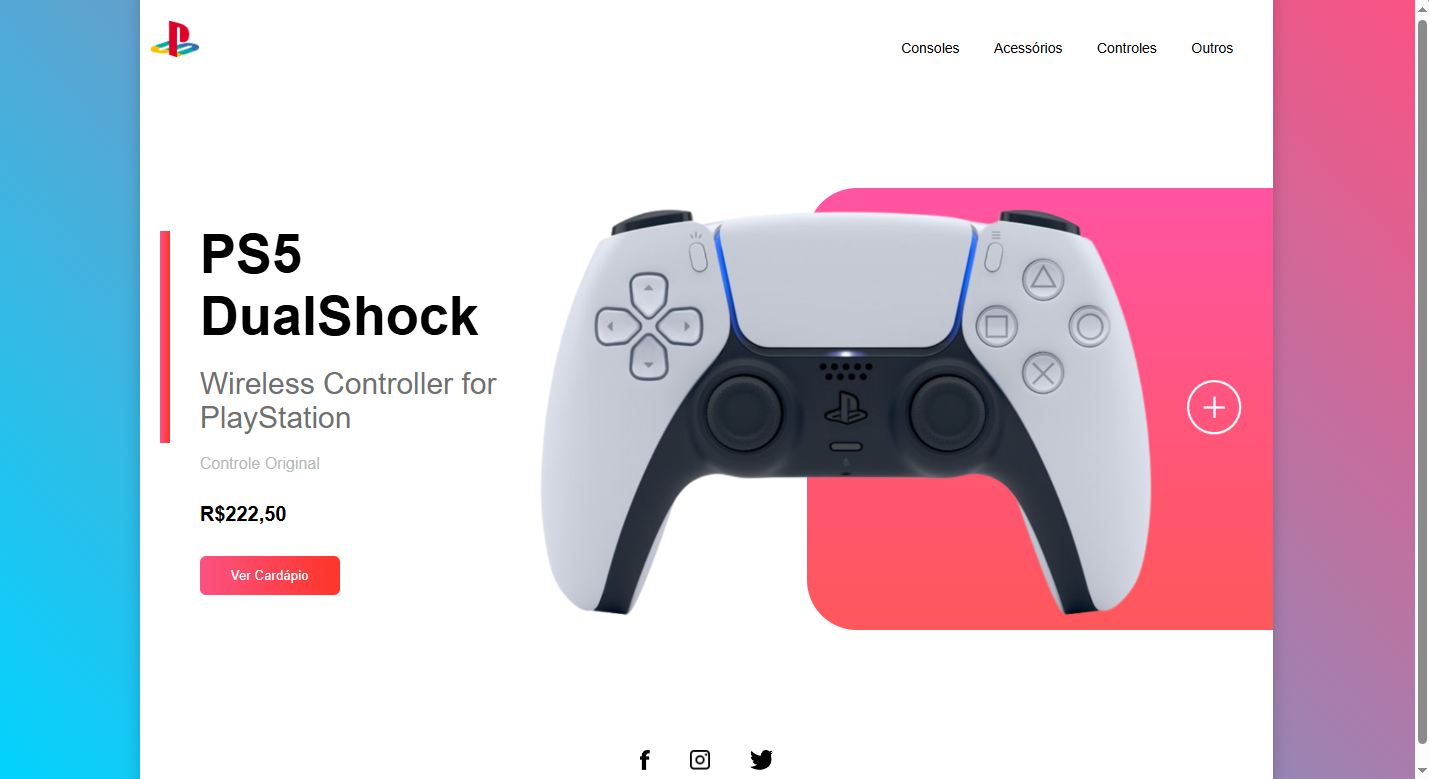 Consoles Acessórios Controles Outros
PS5
DualShock
Wireless Controller for
PlayStation
Controle Original
R$222,50
Ver Cardápio